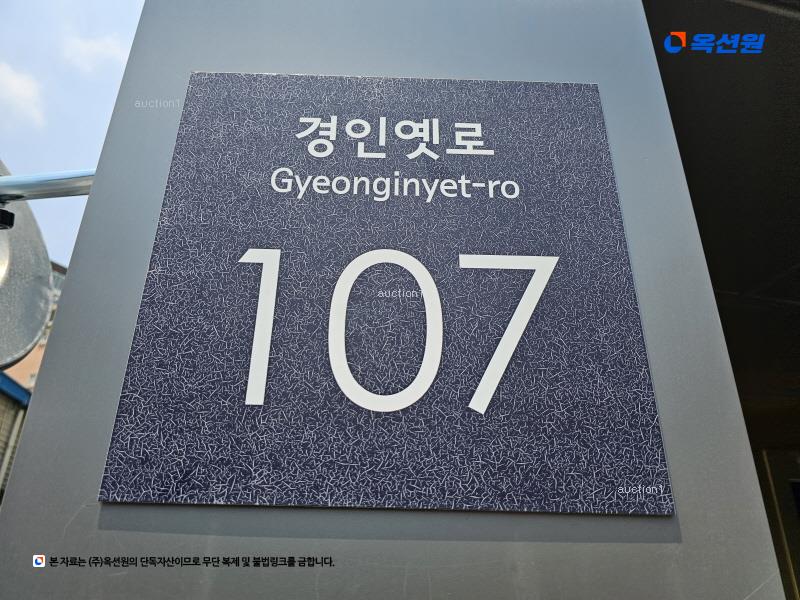 옥션원
auction1
경인옛로
Gyeonginyet-ro
107
auction1
auction1
본 자료는 (주)옥션원의 단독자산이므로 무단 복제 및 불법링크를 금합니다.